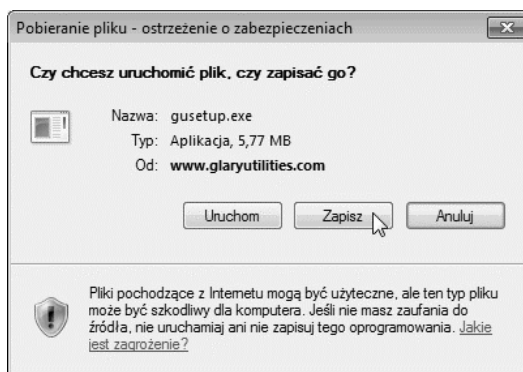 Pobieranie pliku - ostrzeżenie o zabezpieczeniach
Czy chcesz uruchomić plik, czy zapisać go?
Nazwa: gusetup.exe
Typ: Aplikacja, 5,77 MB
Od: www.glaryutilities.com
Uruchom Zapisz Anuluj
Pliki pochodzące z Internetu mogą być użyteczne, ale ten typ pliku
może być szkodliwy dla komputera. Jeśli nie masz zaufania do
źródła, nie uruchamiaj ani nie zapisuj tego oprogramowania. Jakie
jest zagrożenie?